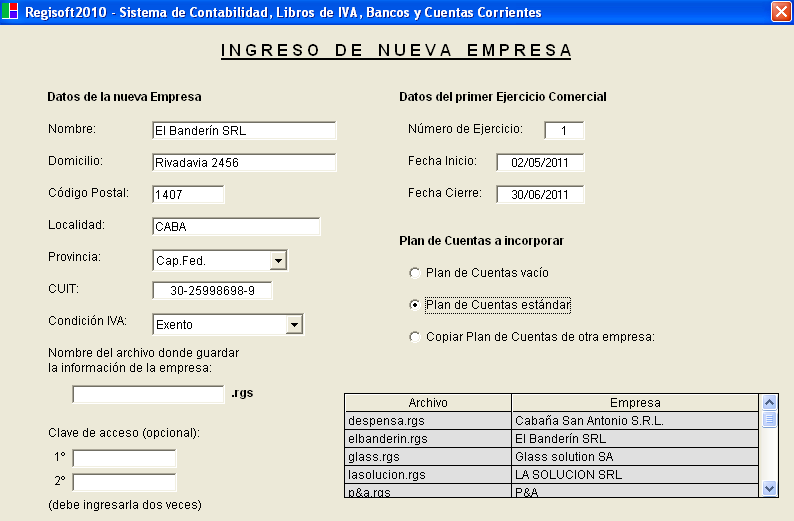 Regisoft2010 - Sistema de Contabilidad, Libros de IVA, Bancos y Cuentas Corrientes
INGRESO DE NUEVA EMPRESA
Datos de la nueva Empresa
Nombre: El Banderín SRL
Domicilio: Rivadavia 2456
Código Postal: 1407
Localidad: CABA
Provincia: Cap.Fed.
CUIT: 30-25998698-9
Condición IVA: Exento
Nombre del archivo donde guardar
la información de la empresa:
.rgs
Clave de acceso (opcional):
1º
2º
(debe ingresarla dos veces)
Datos del primer Ejercicio Comercial
Número de Ejercicio: 1
Fecha Inicio: 02/05/2011
Fecha Cierre: 30/06/2011
Plan de Cuentas a incorporar
Plan de Cuentas vacío
Plan de Cuentas estándar
Copiar Plan de Cuentas de otra empresa:
Archivo Empresa
despensa.rgs Cabaña San Antonio S.R.L.
elbanderin.rgs El Banderín SRL
glass.rgs Glass solution SA
lasolucion.rgs LA SOLUCION SRL
p&a.rgs P&A